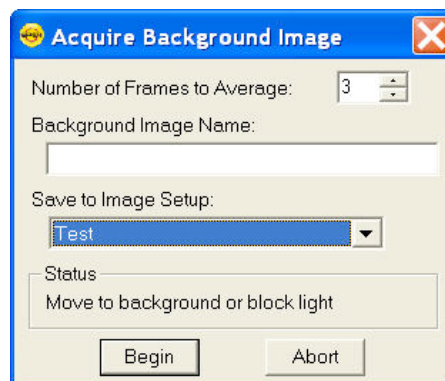 Acquire Background Image
Number of Frames to Average: 3
Background Image Name:
Save to Image Setup:
Test
Status
Move to background or block light
Begin Abort